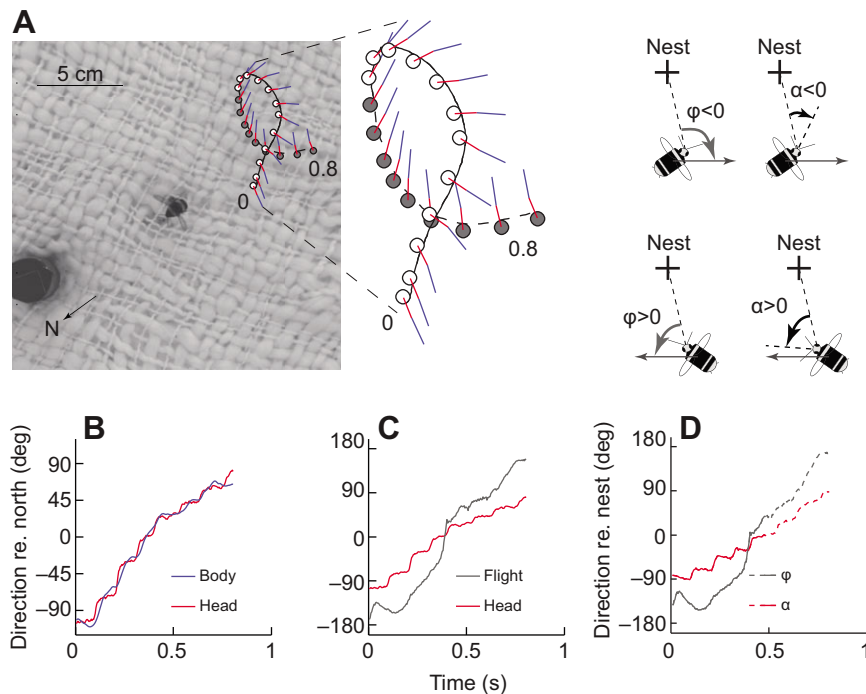 A
5 cm
0.8
0
N
0.8
0
Nest
φ<0
Nest
α<0
Nest
φ>0
Nest
α>0
B
Direction re. north (deg)
90
45
0
–45
–90
Body
Head
0
0.5
1
C
180
90
0
–90
–180
Flight
Head
0
0.5
1
Time (s)
D
Direction re. nest (deg)
180
90
0
–90
–180
φ
α
0
0.5
1